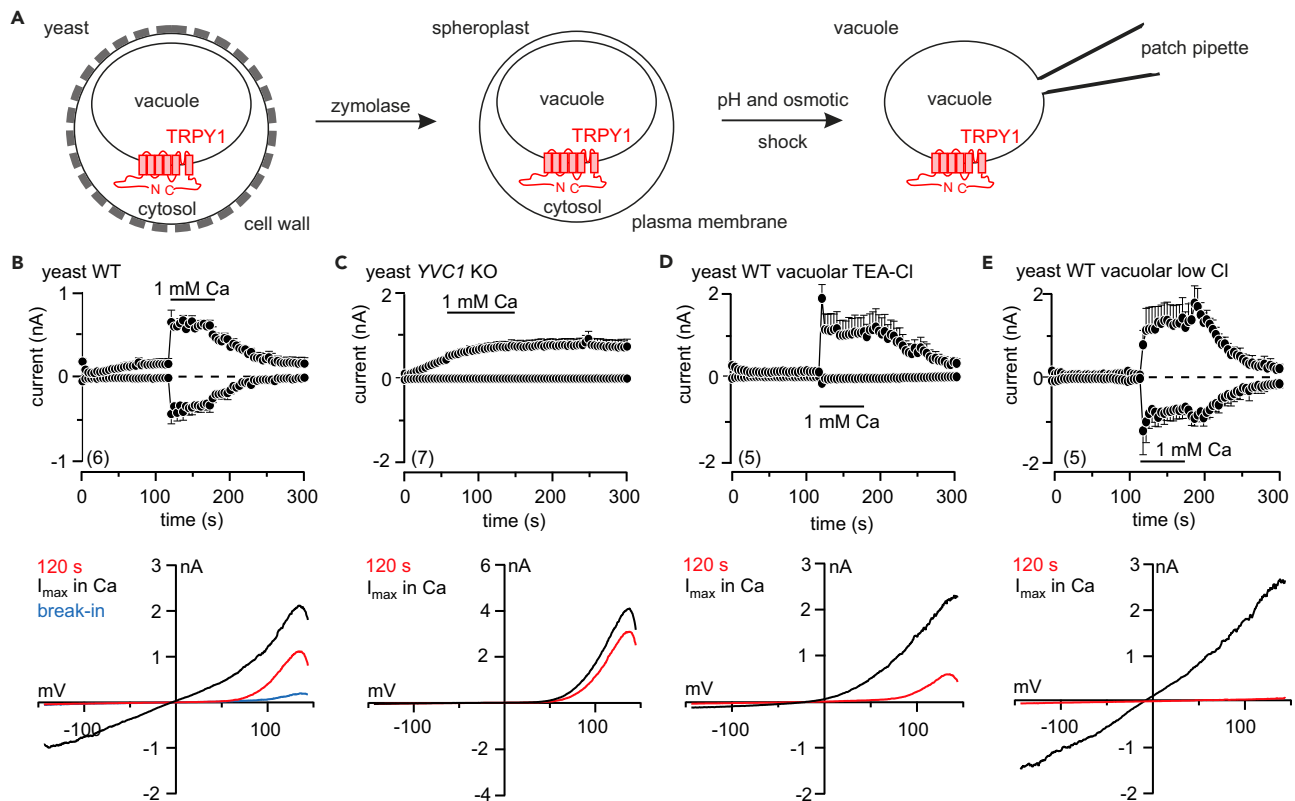 A
yeast
vacuole
TRPY1
N C
cytosol
cell wall
zymolase
spheroplast
vacuole
TRPY1
N C
cytosol
plasma membrane
pH and osmotic
shock
vacuole
patch pipette
vacuole
TRPY1
N C
B
yeast WT
1 mM Ca
current (nA)
1
0
-1
(6)
0 100 200 300
time (s)
C
yeast YVC1 KO
1 mM Ca
current (nA)
2
0
-2
(7)
0 100 200 300
time (s)
D
yeast WT vacuolar TEA-Cl
1 mM Ca
current (nA)
2
0
-2
(5)
0 100 200 300
time (s)
E
yeast WT vacuolar low Cl
1 mM Ca
current (nA)
2
0
-2
(5)
0 100 200 300
time (s)
120 s
Imax in Ca
break-in
3 nA
2
1
mV
-100 100
-1
-2
120 s
Imax in Ca
6 nA
4
2
mV
-100 100
-2
-4
120 s
Imax in Ca
3 nA
2
1
mV
-100 100
-1
-2
120 s
Imax in Ca
3 nA
2
1
mV
-100 100
-1
-2